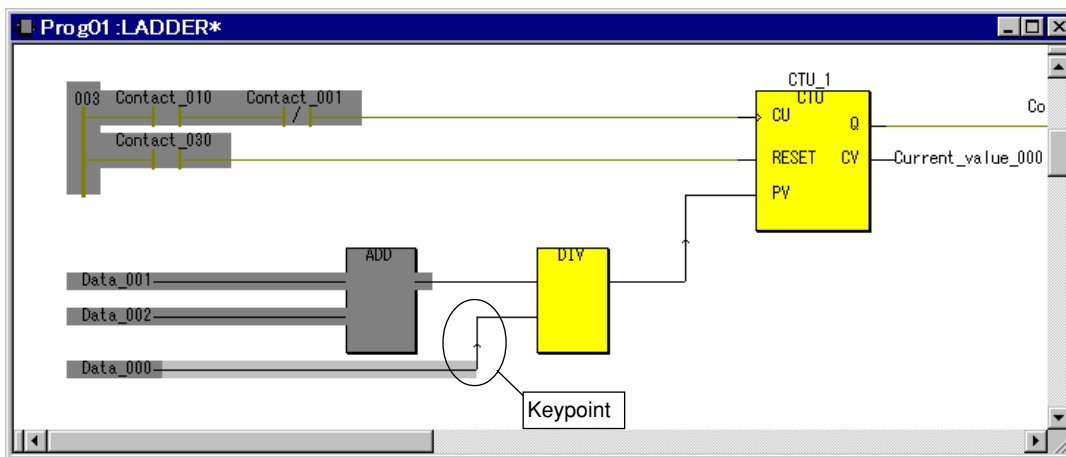 Prog01:LADDER*
CTU_1
003 Contact_010 Contact_001
CTU
CU
Q
Co
Contact_030
RESET CV
Current_value_000
PV
ADD
DIV
Data_001
Data_002
Data_000
Keypoint